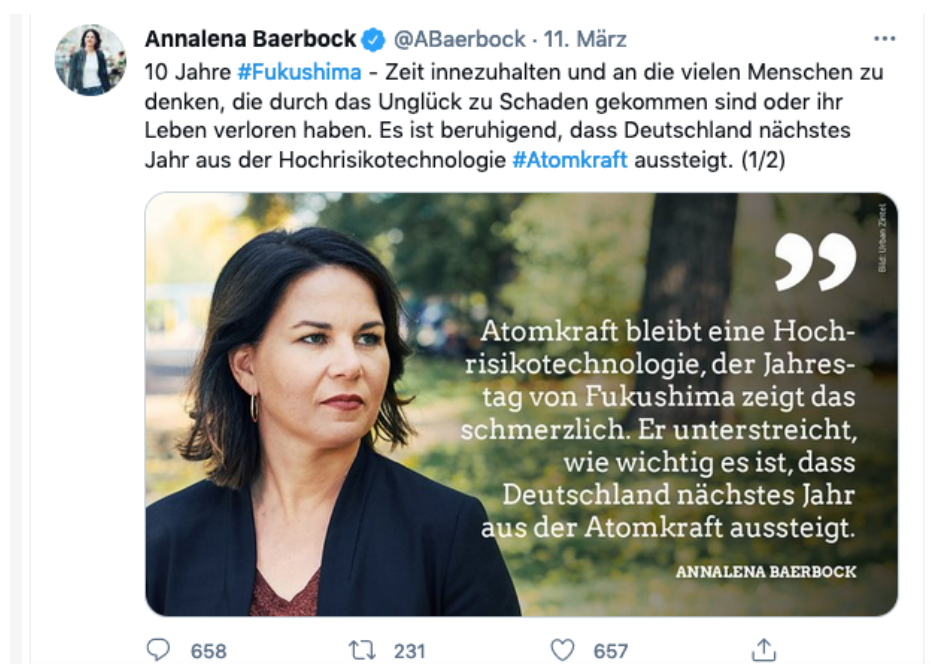 Annalena Baerbock @ABaerbock · 11. März
10 Jahre #Fukushima - Zeit innezuhalten und an die vielen Menschen zu
denken, die durch das Unglück zu Schaden gekommen sind oder ihr
Leben verloren haben. Es ist beruhigend, dass Deutschland nächstes
Jahr aus der Hochrisikotechnologie #Atomkraft aussteigt. (1/2)
Bild: Urban Zintel
”
Atomkraft bleibt eine Hoch-
risikotechnologie, der Jahres-
tag von Fukushima zeigt das
schmerzlich. Er unterstreicht,
wie wichtig es ist, dass
Deutschland nächstes Jahr
aus der Atomkraft aussteigt.
ANNALENA BAERBOCK
658 231 657